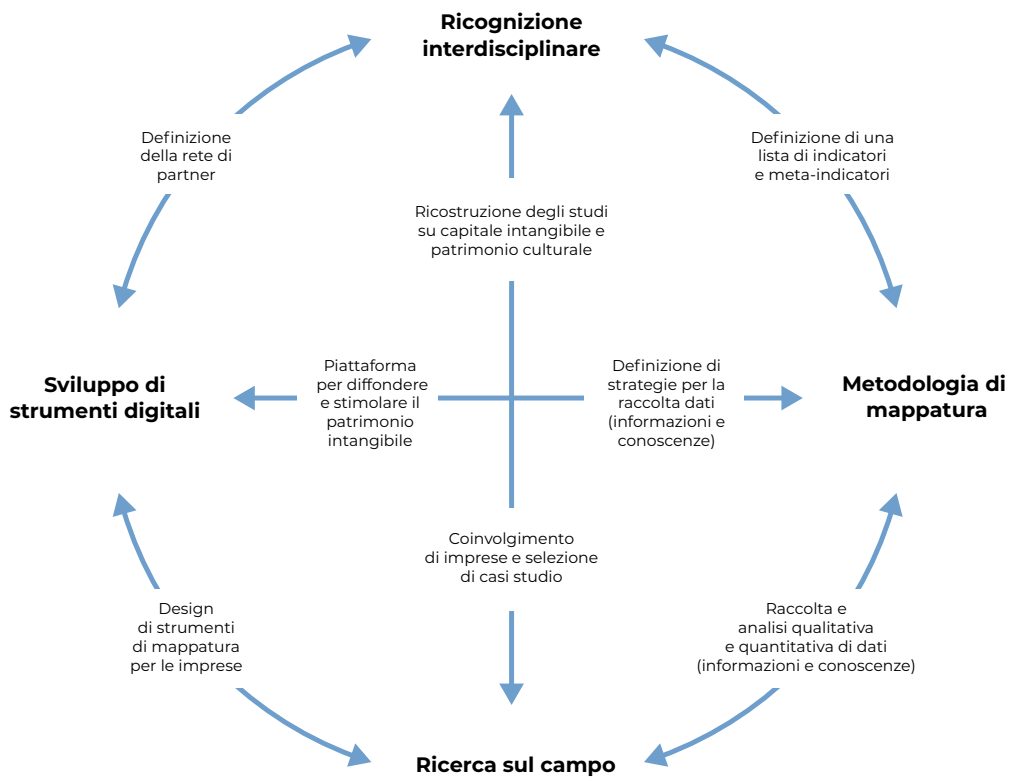 Ricognizione
interdisciplinare
Definizione
della rete di
partner
Definizione di una
lista di indicatori
e meta-indicatori
Ricostruzione degli studi
su capitale intangibile e
patrimonio culturale
Sviluppo di
strumenti digitali
Piattaforma
per diffondere
e stimolare il
patrimonio
intangibile
Definizione di
strategie per la
raccolta dati
(informazioni e
conoscenze)
Metodologia di
mappatura
Coinvolgimento
di imprese e selezione
di casi studio
Design
di strumenti
di mappatura
per le imprese
Raccolta e
analisi qualitativa
e quantitativa di dati
(informazioni e conoscenze)
Ricerca sul campo